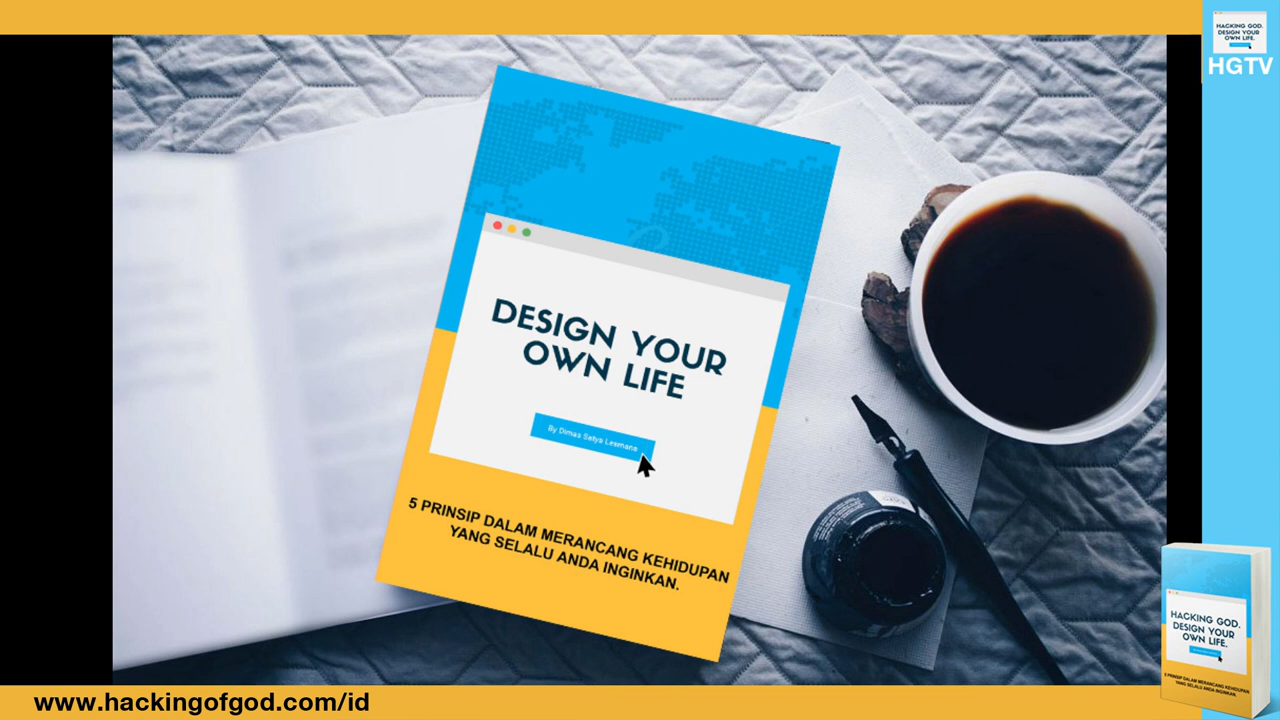 HACKING GOD.
DESIGN YOUR
OWN LIFE.
HGTV
DESIGN YOUR
OWN LIFE
By Dimas Satya Lesmana
5 PRINSIP DALAM MERANCANG KEHIDUPAN
YANG SELALU ANDA INGINKAN.
HACKING GOD.
DESIGN YOUR
OWN LIFE.
5 PRINSIP DALAM MERANCANG KEHIDUPAN
YANG SELALU ANDA INGINKAN.
www.hackingofgod.com/id